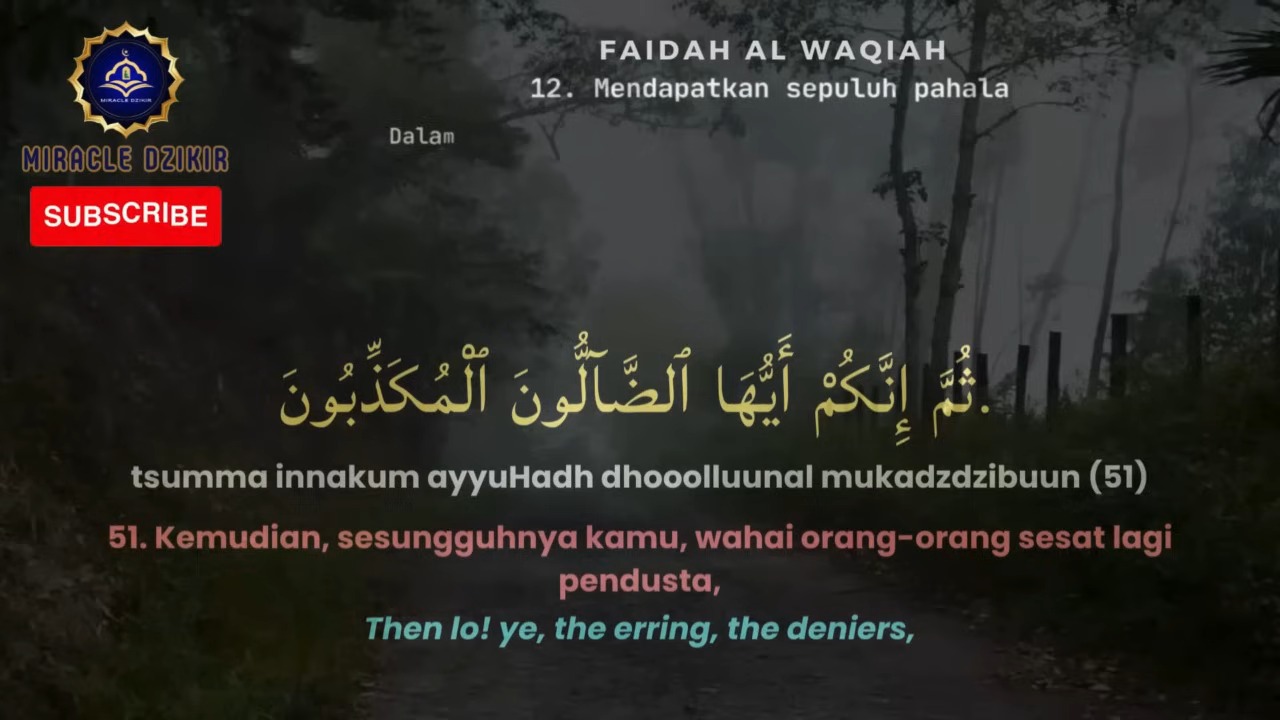 FAIDAH AL WAQIAH
12. Mendapatkan sepuluh pahala
Dalam
MIRACLE DZIKIR
MIRACLE DZIKIR
SUBSCRIBE
ثُمَّ إِنَّكُمْ أَيُّهَا ٱلضَّآلُّونَ ٱلْمُكَذِّبُونَ.
tsumma innakum ayyuHadh dhooolluunal mukadzdzibuun (51)
51. Kemudian, sesungguhnya kamu, wahai orang-orang sesat lagi
pendusta,
Then lo! ye, the erring, the deniers,